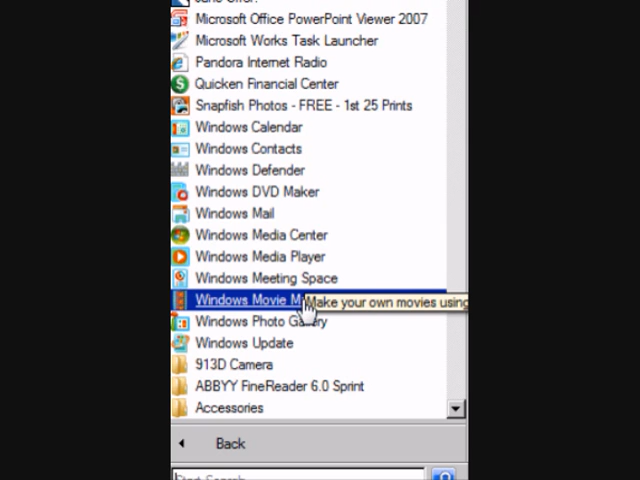 Microsoft Office PowerPoint Viewer 2007
Microsoft Works Task Launcher
Pandora Internet Radio
Quicken Financial Center
Snapfish Photos - FREE - 1st 25 Prints
Windows Calendar
Windows Contacts
Windows Defender
Windows DVD Maker
Windows Mail
Windows Media Center
Windows Media Player
Windows Meeting Space
Windows Movie M Make your own movies using
Windows Photo Gallery
Windows Update
913D Camera
ABBYY FineReader 6.0 Sprint
Accessories
Back
Start Search